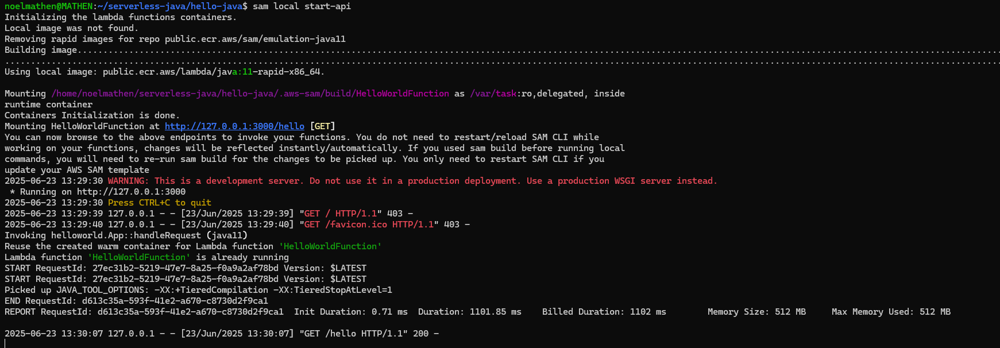 noelmathen@MATHEN:~/serverless-java/hello-java$ sam local start-api
Initializing the lambda functions containers.
Local image was not found.
Removing rapid images for repo public.ecr.aws/sam/emulation-java11
Building image..................................................................................................................................................................................
................................................................................................................................................................................................
Using local image: public.ecr.aws/lambda/java:11-rapid-x86_64.
Mounting /home/noelmathen/serverless-java/hello-java/.aws-sam/build/HelloWorldFunction as /var/task:ro,delegated, inside
runtime container
Containers Initialization is done.
Mounting HelloWorldFunction at http://127.0.0.1:3000/hello [GET]
You can now browse to the above endpoints to invoke your functions. You do not need to restart/reload SAM CLI while
working on your functions, changes will be reflected instantly/automatically. If you used sam build before running local
commands, you will need to re-run sam build for the changes to be picked up. You only need to restart SAM CLI if you
update your AWS SAM template
2025-06-23 13:29:30 WARNING: This is a development server. Do not use it in a production deployment. Use a production WSGI server instead.
 * Running on http://127.0.0.1:3000
2025-06-23 13:29:30 Press CTRL+C to quit
2025-06-23 13:29:39 127.0.0.1 - - [23/Jun/2025 13:29:39] "GET / HTTP/1.1" 403 -
2025-06-23 13:29:40 127.0.0.1 - - [23/Jun/2025 13:29:40] "GET /favicon.ico HTTP/1.1" 403 -
Invoking helloworld.App::handleRequest (java11)
Reuse the created warm container for Lambda function 'HelloWorldFunction'
Lambda function 'HelloWorldFunction' is already running
START RequestId: 27ec31b2-5219-47e7-8a25-f0a9a2af78bd Version: $LATEST
START RequestId: 27ec31b2-5219-47e7-8a25-f0a9a2af78bd Version: $LATEST
Picked up JAVA_TOOL_OPTIONS: -XX:+TieredCompilation -XX:TieredStopAtLevel=1
END RequestId: d613c35a-593f-41e2-a670-c8730d2f9ca1
REPORT RequestId: d613c35a-593f-41e2-a670-c8730d2f9ca1  Init Duration: 0.71 ms  Duration: 1101.85 ms    Billed Duration: 1102 ms        Memory Size: 512 MB     Max Memory Used: 512 MB
2025-06-23 13:30:07 127.0.0.1 - - [23/Jun/2025 13:30:07] "GET /hello HTTP/1.1" 200 -